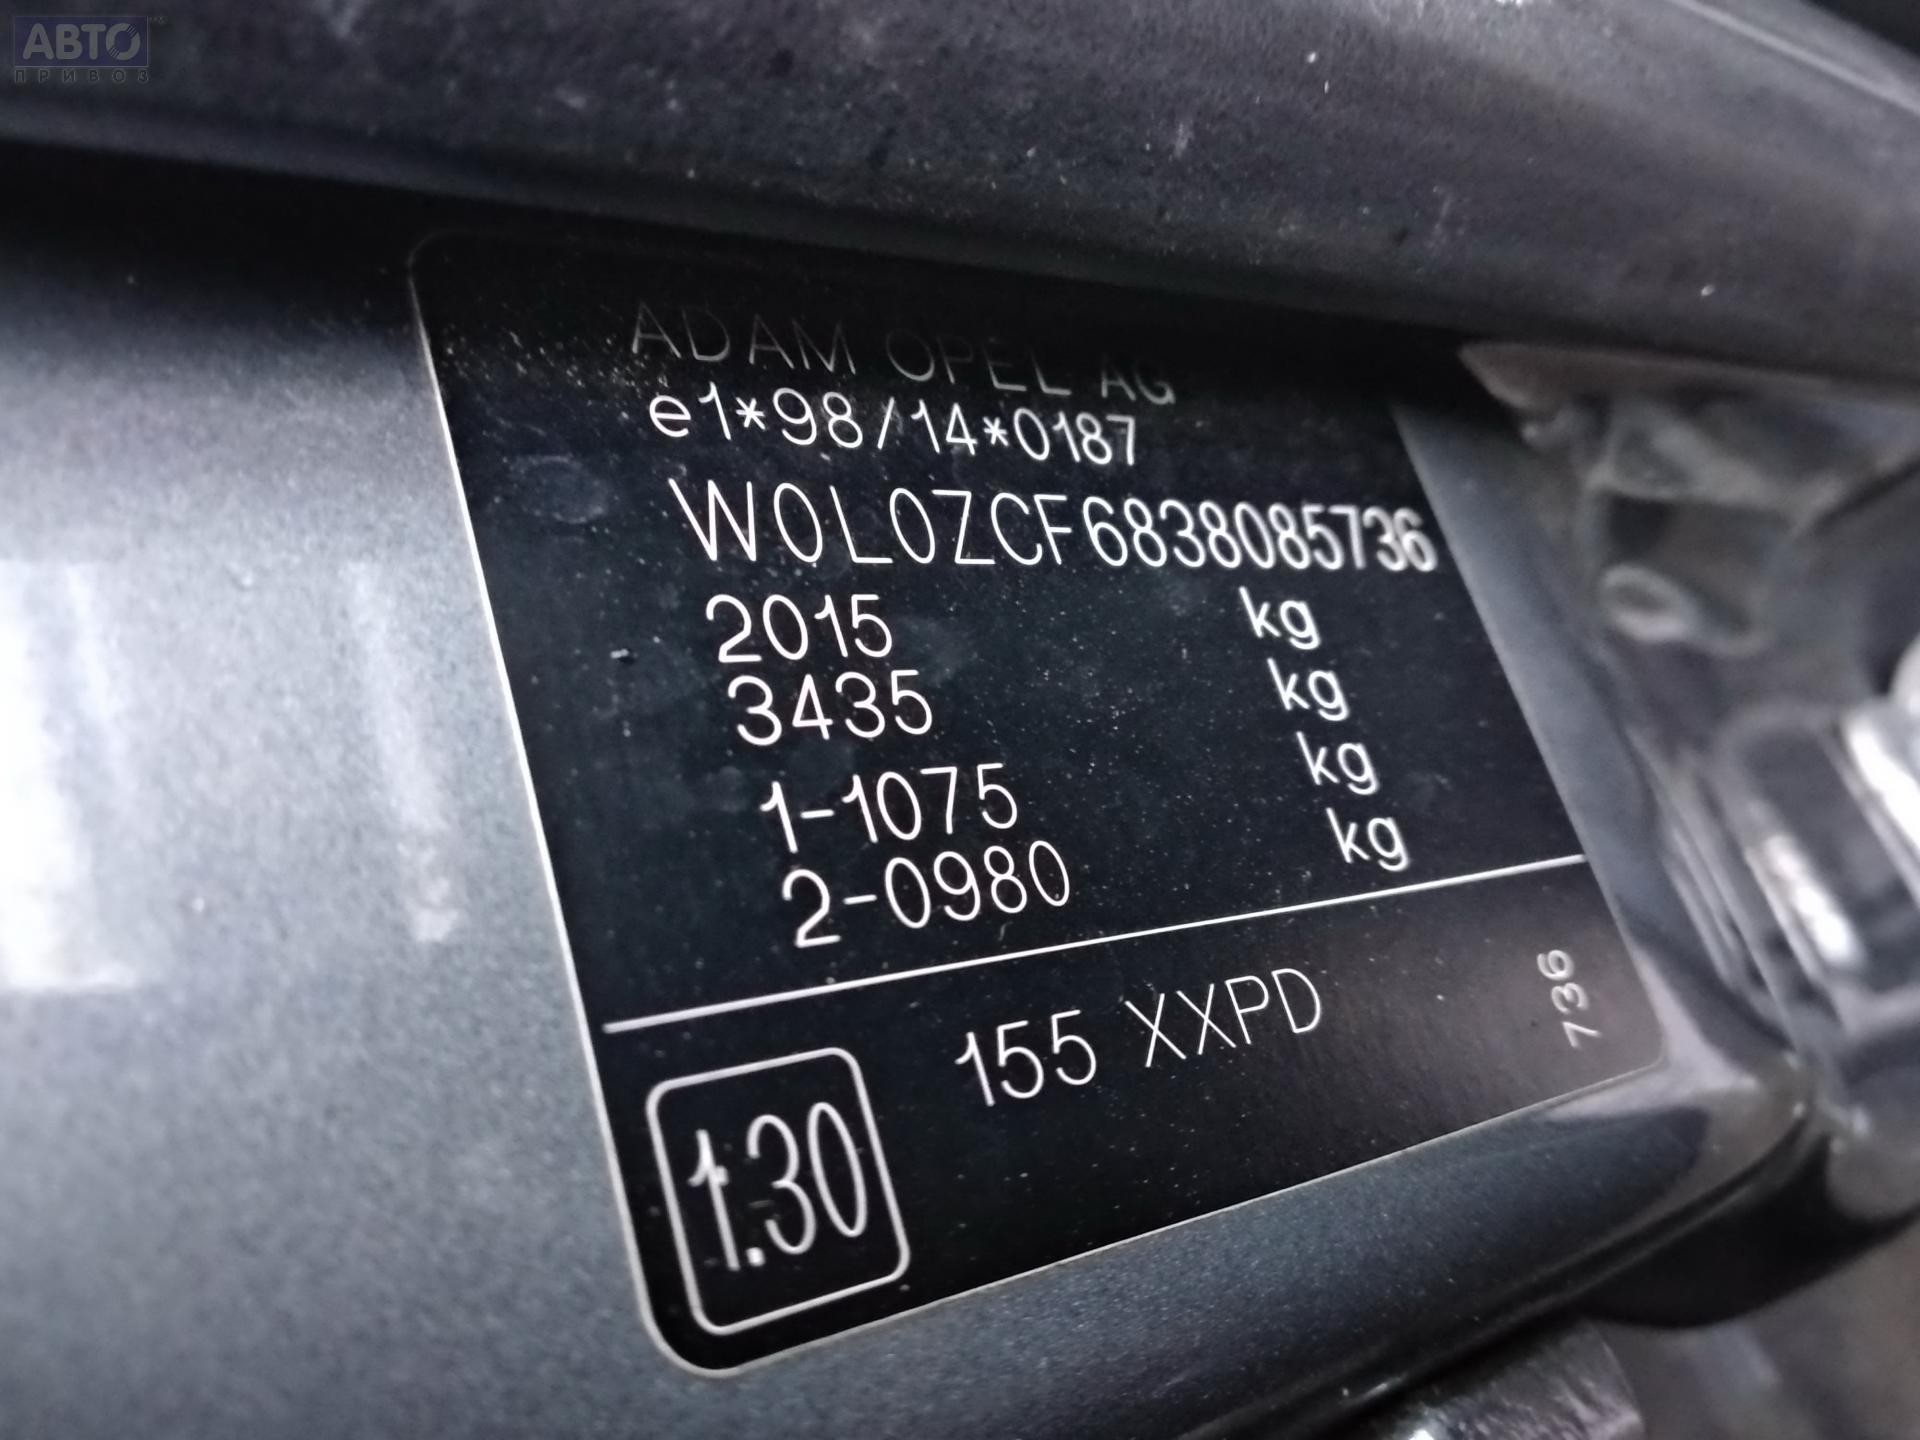 АВТО
ПРИВОЗ
ADAM OPEL AG
e1*98/14*0187
W0L0ZCF6838085736
2015 kg
3435 kg
1-1075 kg
2-0980 kg
155 XXPD
736
1.30